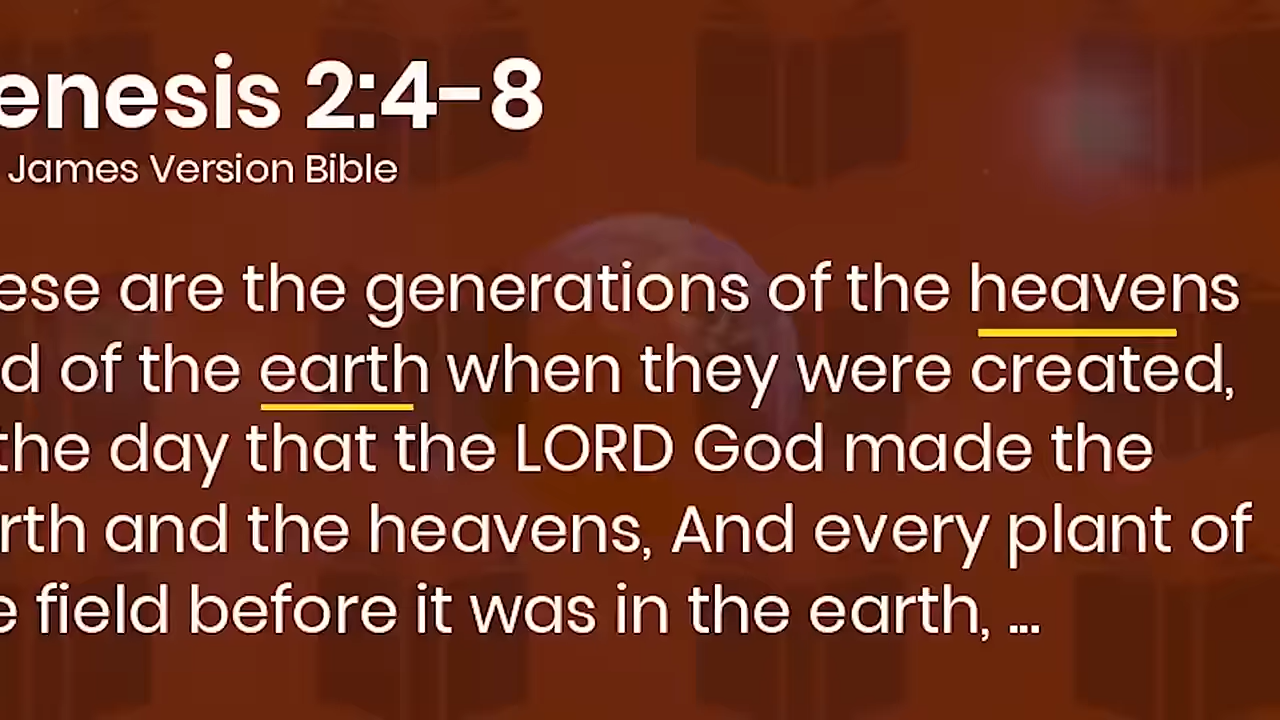 enesis 2:4-8
James Version Bible
ese are the generations of the heavens
d of the earth when they were created,
the day that the LORD God made the
rth and the heavens, And every plant of
e field before it was in the earth, ...